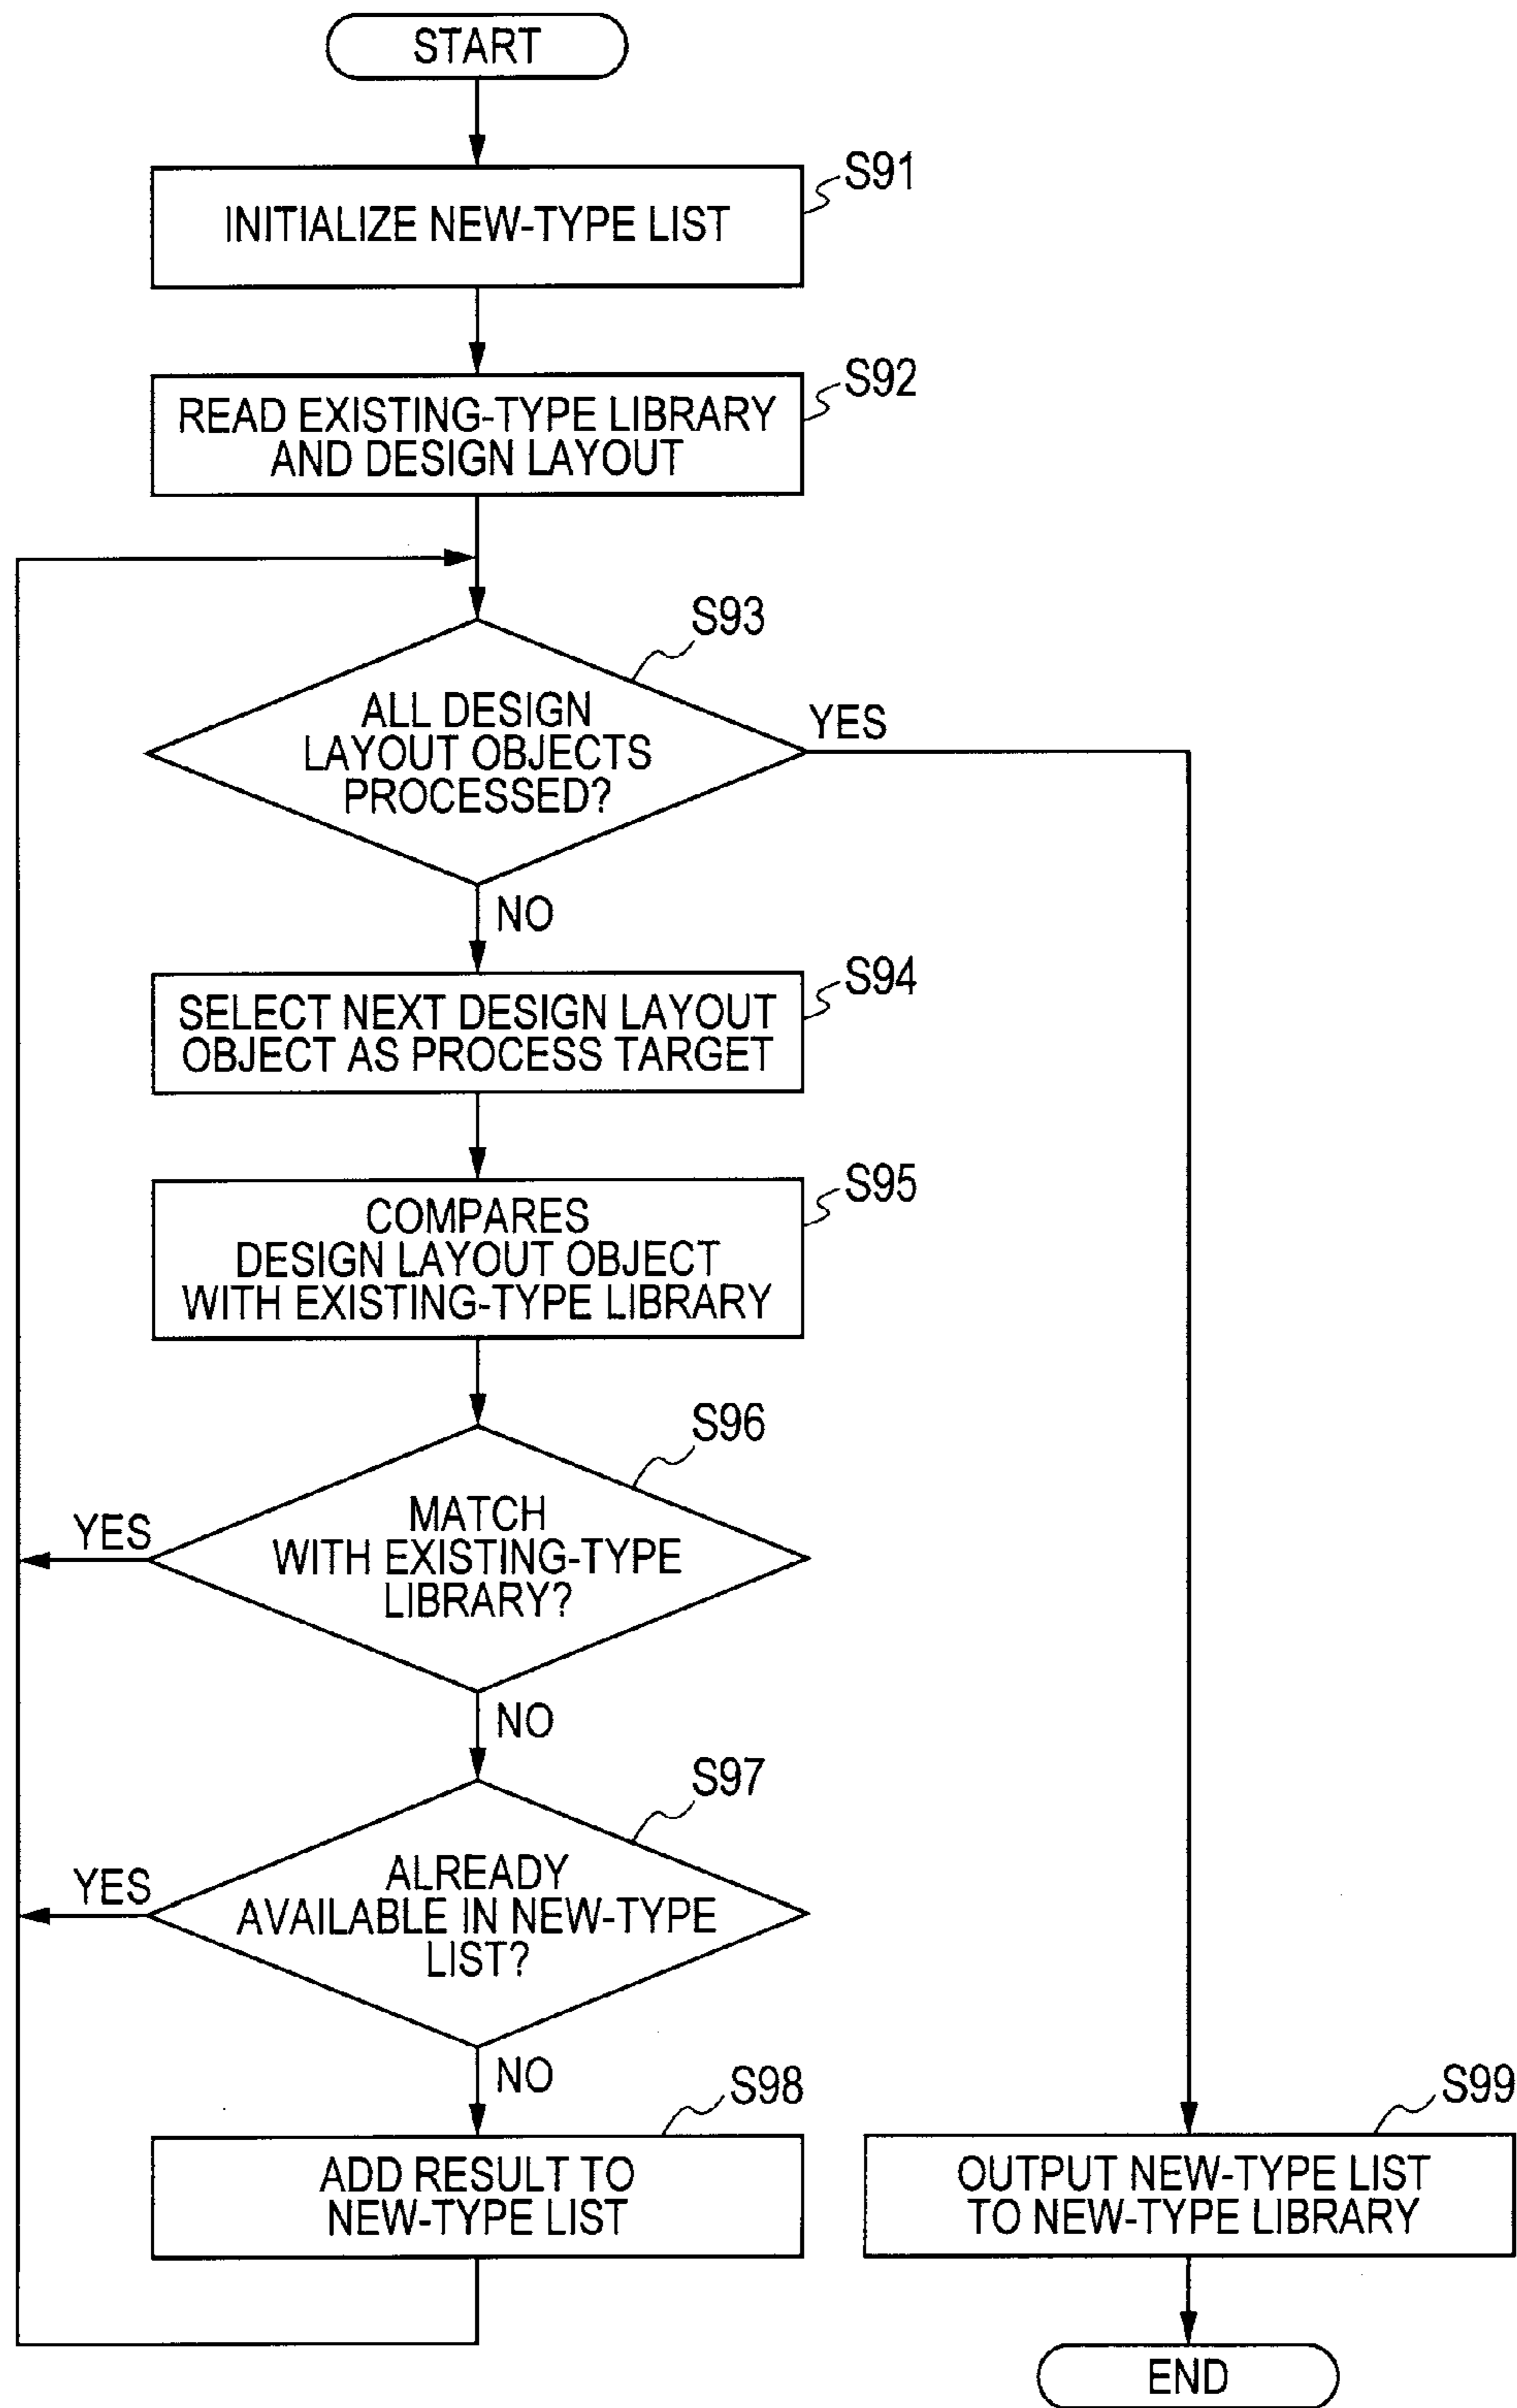 START
S91
INITIALIZE NEW-TYPE LIST
S92
READ EXISTING-TYPE LIBRARY
AND DESIGN LAYOUT
S93
ALL DESIGN
LAYOUT OBJECTS
PROCESSED?
YES
NO
S94
SELECT NEXT DESIGN LAYOUT
OBJECT AS PROCESS TARGET
S95
COMPARES
DESIGN LAYOUT OBJECT
WITH EXISTING-TYPE LIBRARY
S96
MATCH
WITH EXISTING-TYPE
LIBRARY?
YES
NO
S97
ALREADY
AVAILABLE IN NEW-TYPE
LIST?
YES
NO
S98
ADD RESULT TO
NEW-TYPE LIST
S99
OUTPUT NEW-TYPE LIST
TO NEW-TYPE LIBRARY
END